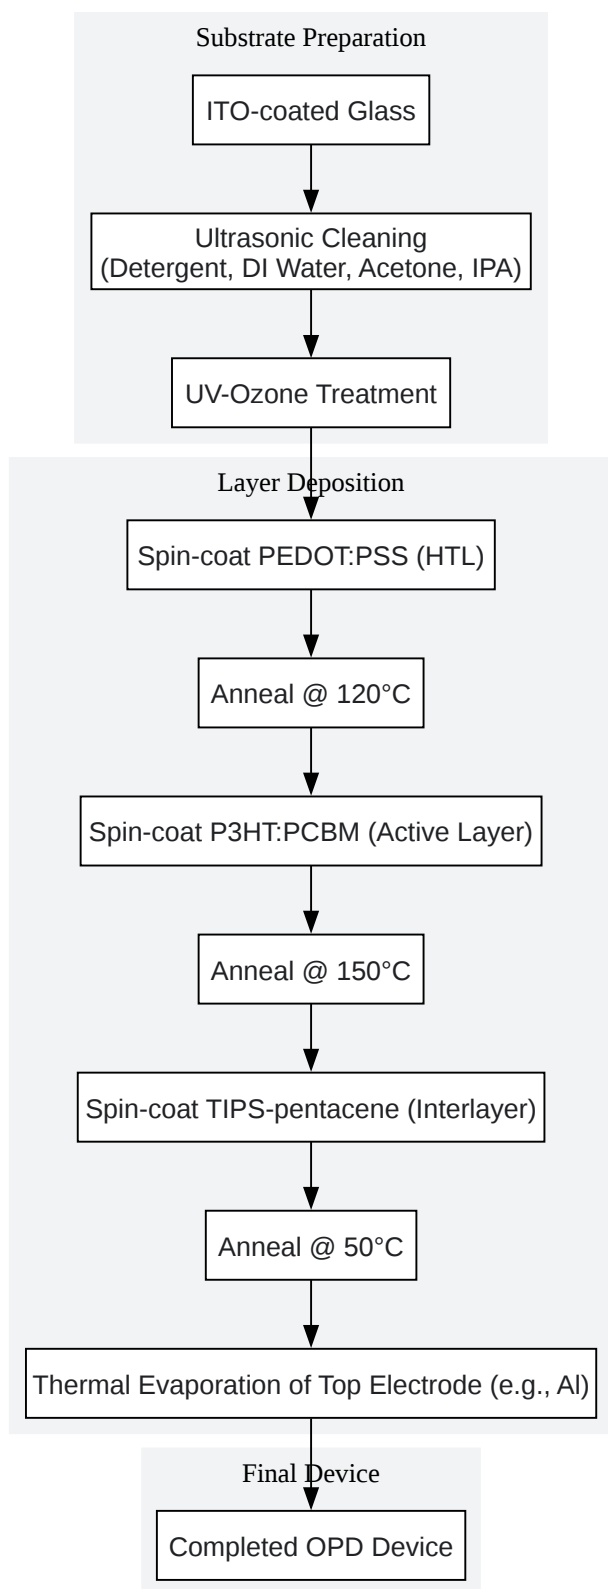 Substrate Preparation
ITO-coated Glass
Ultrasonic Cleaning
(Detergent, DI Water, Acetone, IPA)
UV-Ozone Treatment
Layer Deposition
Spin-coat PEDOT:PSS (HTL)
Anneal @ 120°C
Spin-coat P3HT:PCBM (Active Layer)
Anneal @ 150°C
Spin-coat TIPS-pentacene (Interlayer)
Anneal @ 50°C
Thermal Evaporation of Top Electrode (e.g., Al)
Final Device
Completed OPD Device